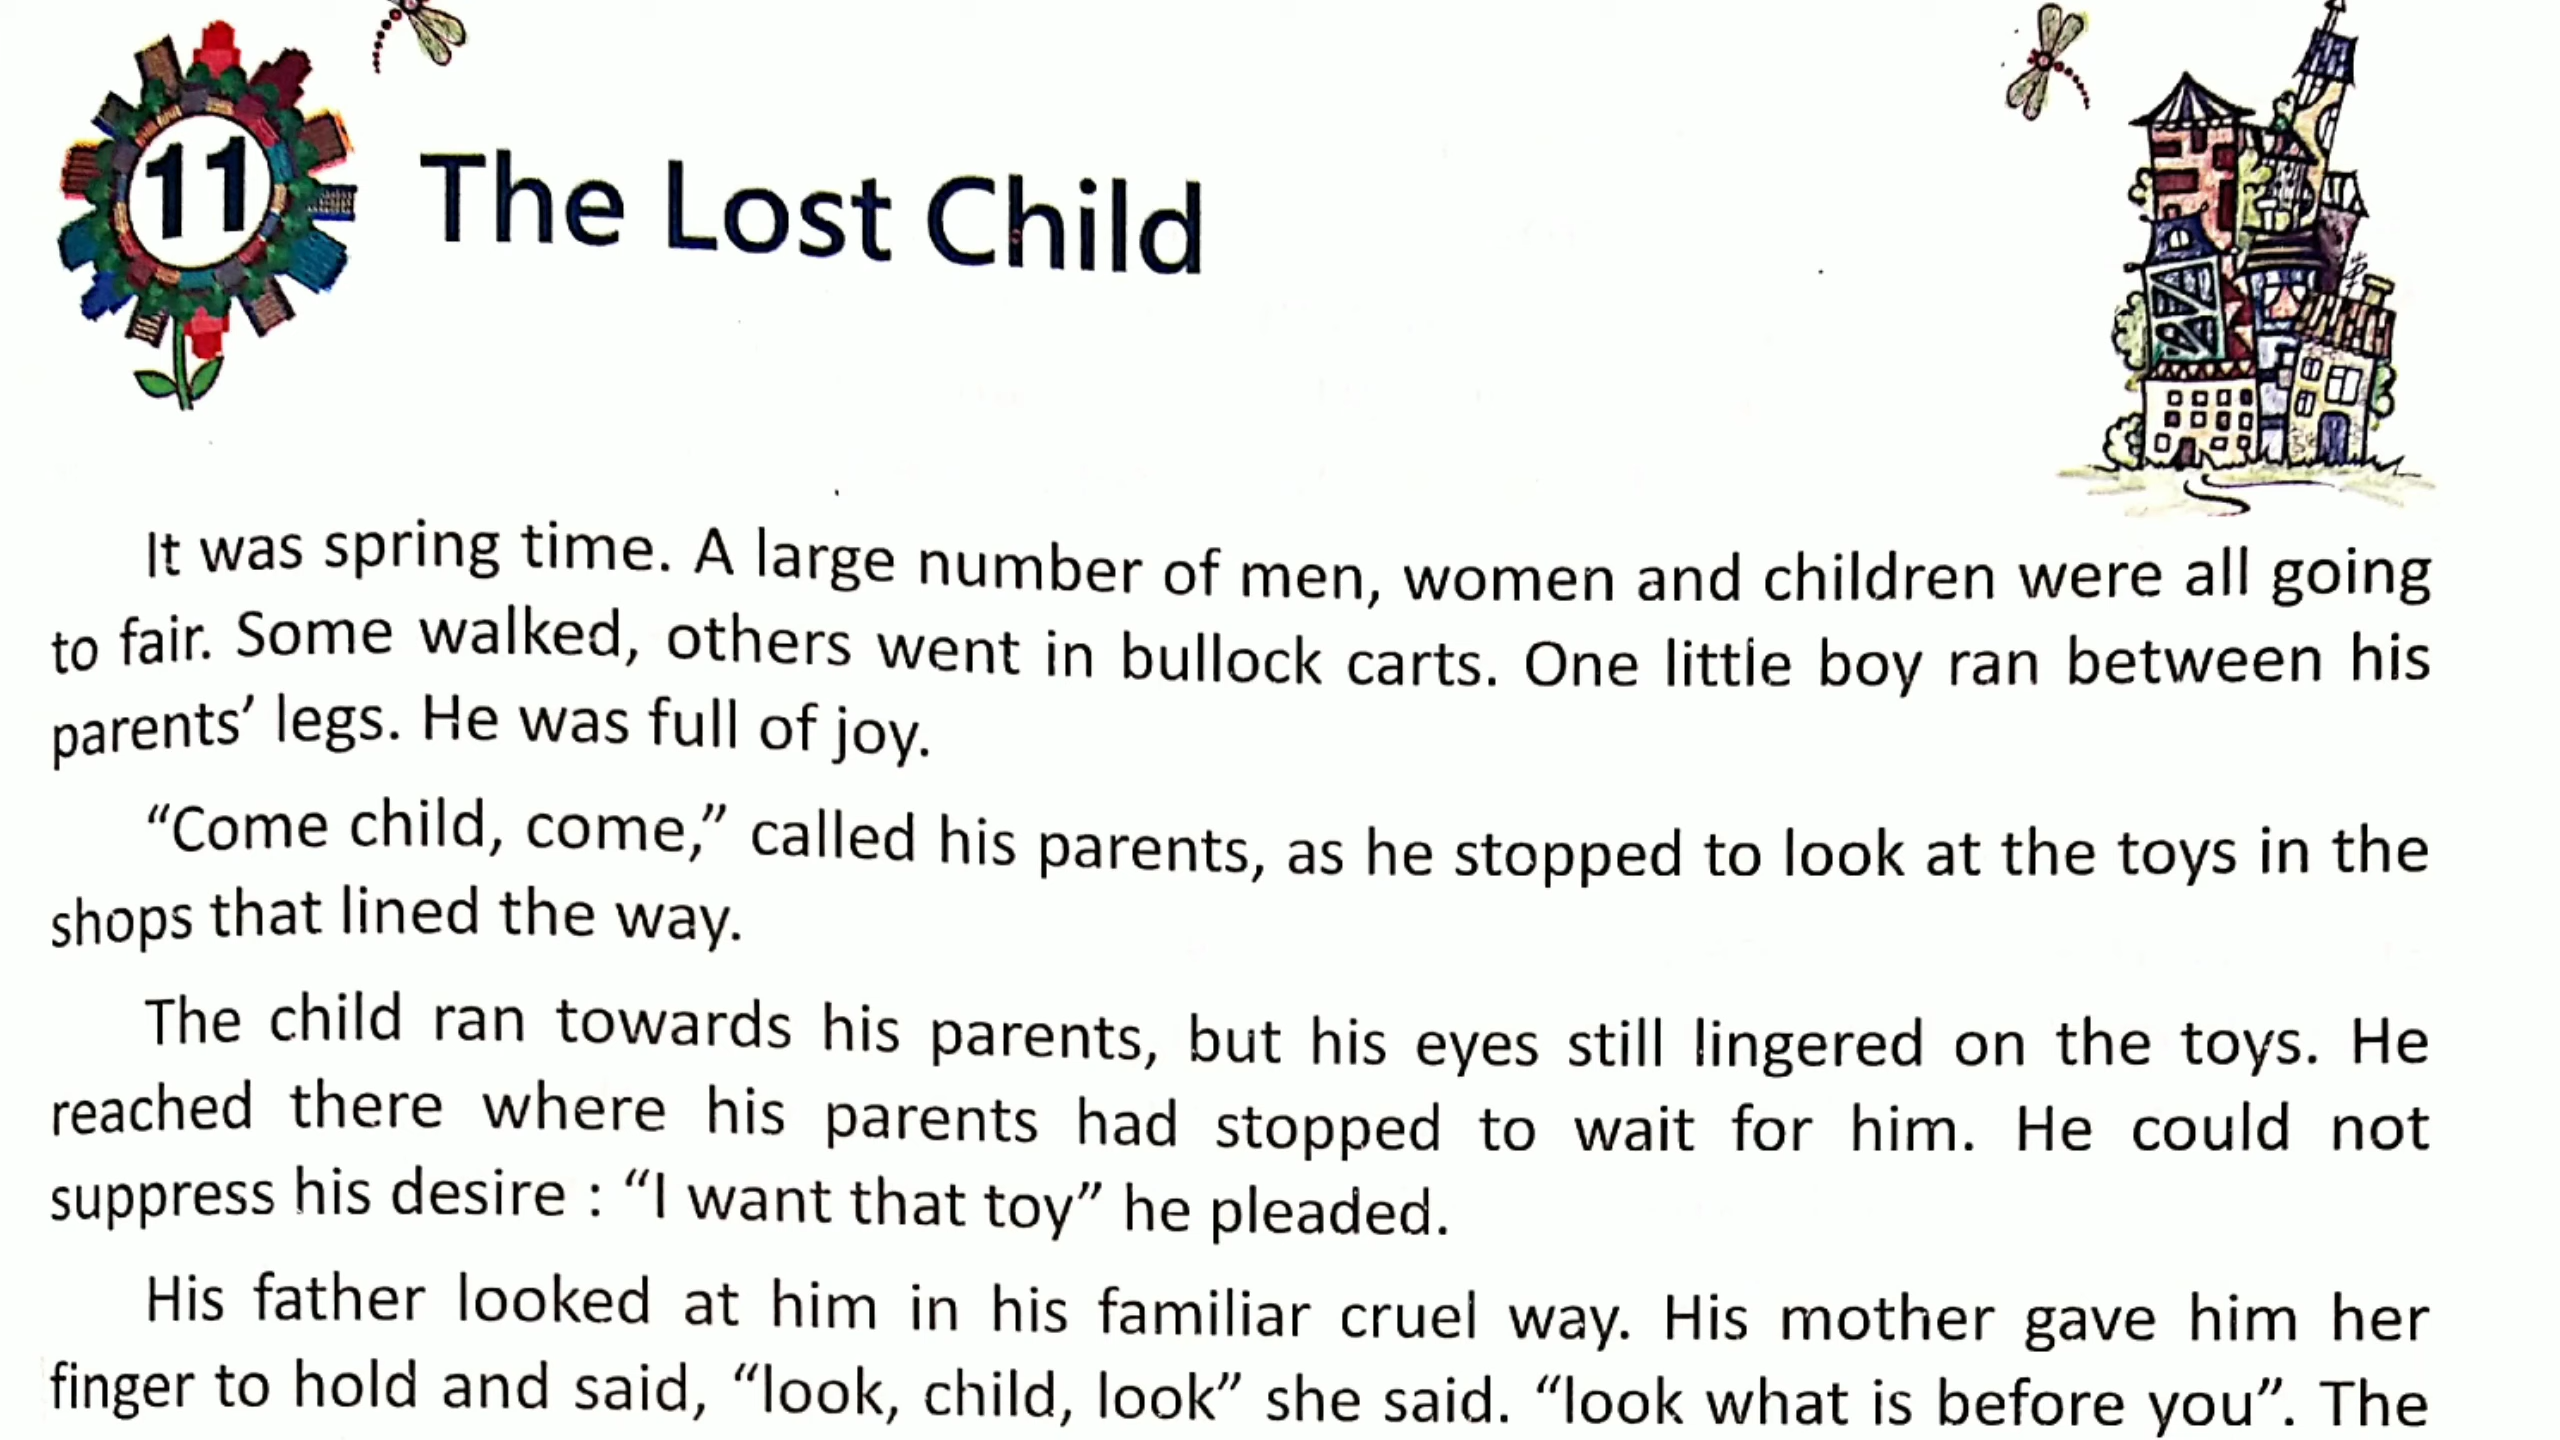 11
The Lost Child
It was spring time. A large number of men, women and children were all going
to fair. Some walked, others went in bullock carts. One little boy ran between his
parents’ legs. He was full of joy.
“Come child, come,” called his parents, as he stopped to look at the toys in the
shops that lined the way.
The child ran towards his parents, but his eyes still lingered on the toys. He
reached there where his parents had stopped to wait for him. He could not
suppress his desire : “I want that toy” he pleaded.
His father looked at him in his familiar cruel way. His mother gave him her
finger to hold and said, “look, child, look” she said. “look what is before you”. The